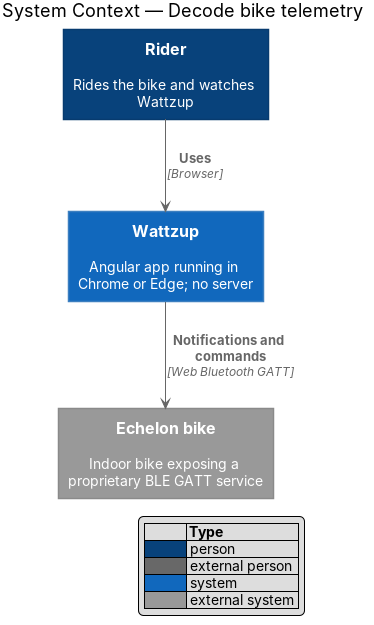 System Context — Decode bike telemetry
Rider
Rides the bike and watches
Wattzup
Uses
[Browser]
Wattzup
Angular app running in
Chrome or Edge; no server
Notifications and
commands
[Web Bluetooth GATT]
Echelon bike
Indoor bike exposing a
proprietary BLE GATT service
Type
person
external person
system
external system